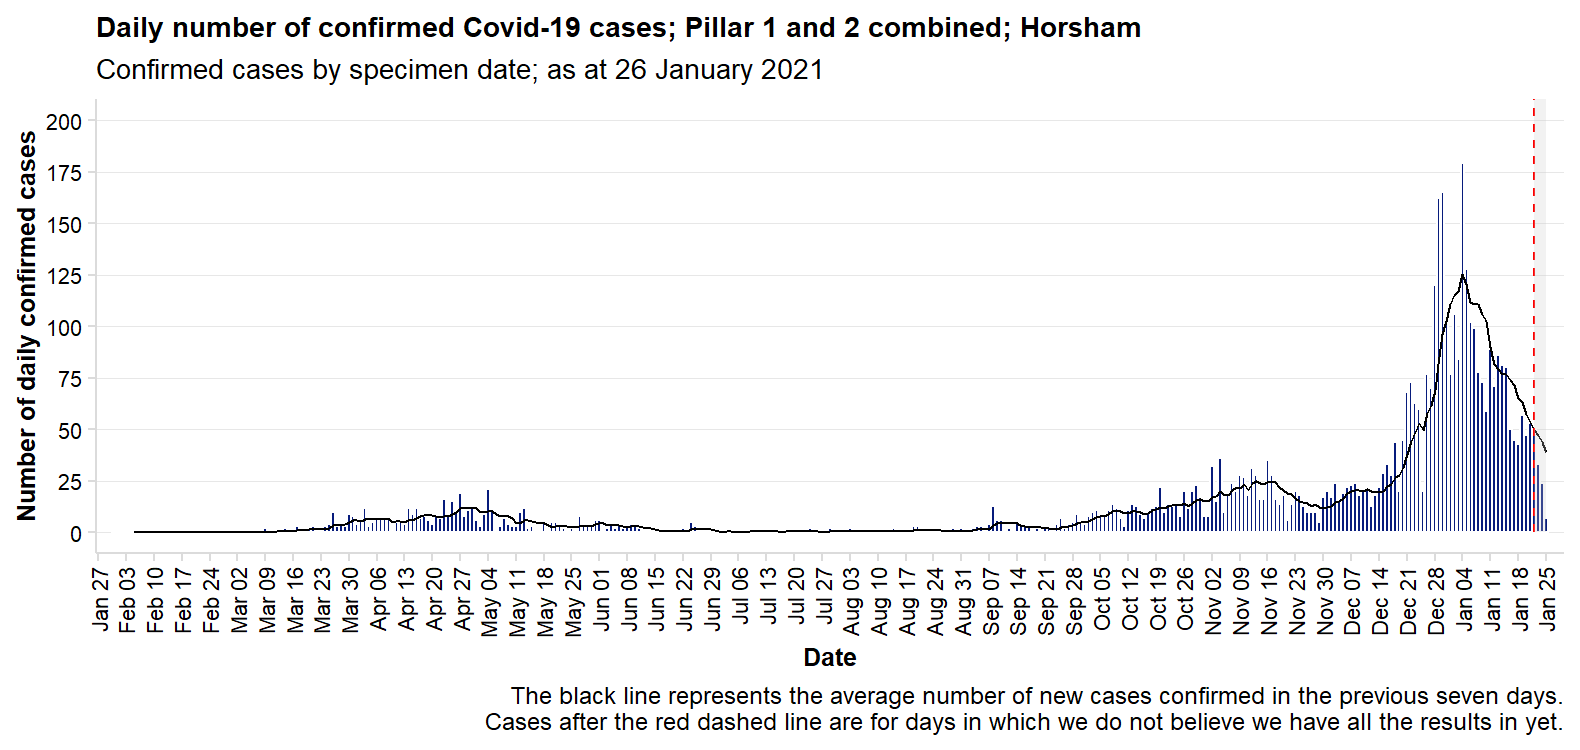 Daily number of confirmed Covid-19 cases; Pillar 1 and 2 combined; Horsham
Confirmed cases by specimen date; as at 26 January 2021
Number of daily confirmed cases
200
175
150
125
100
75
50
25
0
Jan 27
Feb 03
Feb 10
Feb 17
Feb 24
Mar 02
Mar 09
Mar 16
Mar 23
Mar 30
Apr 06
Apr 13
Apr 20
Apr 27
May 04
May 11
May 18
May 25
Jun 01
Jun 08
Jun 15
Jun 22
Jun 29
Jul 06
Jul 13
Jul 20
Jul 27
Aug 03
Aug 10
Aug 17
Aug 24
Aug 31
Sep 07
Sep 14
Sep 21
Sep 28
Oct 05
Oct 12
Oct 19
Oct 26
Nov 02
Nov 09
Nov 16
Nov 23
Nov 30
Dec 07
Dec 14
Dec 21
Dec 28
Jan 04
Jan 11
Jan 18
Jan 25
Date
The black line represents the average number of new cases confirmed in the previous seven days.
Cases after the red dashed line are for days in which we do not believe we have all the results in yet.